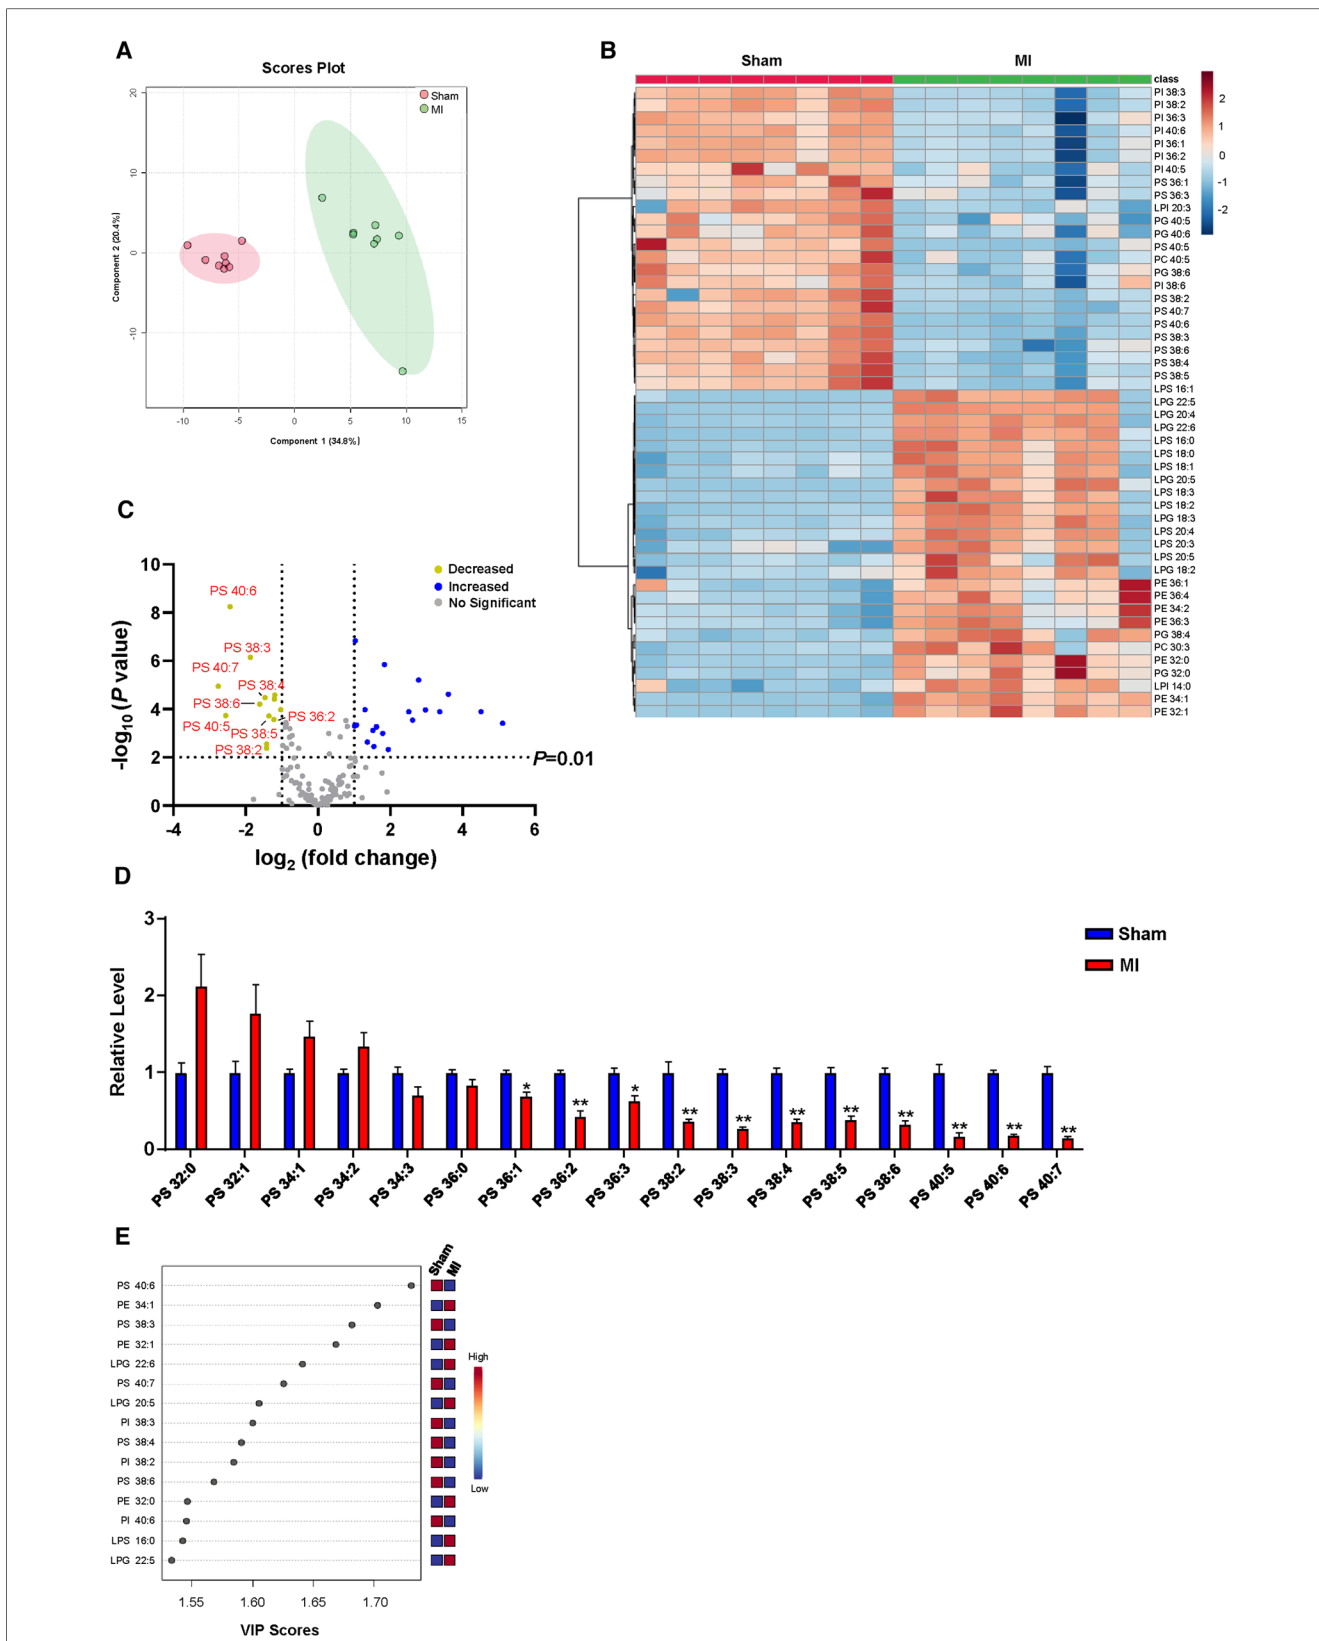 A
Scores Plot
Sham
MI
20
10
0
-10
-10
-5
0
5
10
15
Component 2 (20.4%)
Component 1 (34.8%)
B
Sham
MI
class
PI 38:3
PI 38:2
PI 36:3
PI 40:6
PI 36:1
PI 36:2
PI 40:5
PS 36:1
PS 36:3
LPI 20:3
PG 40:5
PG 40:6
PS 40:5
PC 40:5
PG 38:6
PI 38:6
PS 38:2
PS 40:7
PS 40:6
PS 38:3
PS 38:6
PS 38:4
PS 38:5
LPS 16:1
LPG 22:5
LPG 20:4
LPG 22:6
LPS 16:0
LPS 18:0
LPS 18:1
LPG 20:5
LPS 18:3
LPS 18:2
LPG 18:3
LPS 20:4
LPS 20:3
LPS 20:5
LPG 18:2
PE 36:1
PE 36:4
PE 34:2
PE 36:3
PG 38:4
PC 30:3
PE 32:0
PG 32:0
LPI 14:0
PE 34:1
PE 32:1
2
1
0
-1
-2
C
Decreased
Increased
No Significant
PS 40:6
PS 38:3
PS 40:7
PS 38:4
PS 38:6
PS 36:2
PS 40:5
PS 38:5
PS 38:2
P=0.01
10
8
6
4
2
0
-4
-2
0
2
4
6
-log10 (P value)
log2 (fold change)
D
Sham
MI
3
2
1
0
Relative Level
*
**
*
**
**
**
**
**
**
**
**
PS 32:0
PS 32:1
PS 34:1
PS 34:2
PS 34:3
PS 36:0
PS 36:1
PS 36:2
PS 36:3
PS 38:2
PS 38:3
PS 38:4
PS 38:5
PS 38:6
PS 40:5
PS 40:6
PS 40:7
E
Sham
MI
PS 40:6
PE 34:1
PS 38:3
PE 32:1
LPG 22:6
PS 40:7
LPG 20:5
PI 38:3
PS 38:4
PI 38:2
PS 38:6
PE 32:0
PI 40:6
LPS 16:0
LPG 22:5
High
Low
1.55
1.60
1.65
1.70
VIP Scores